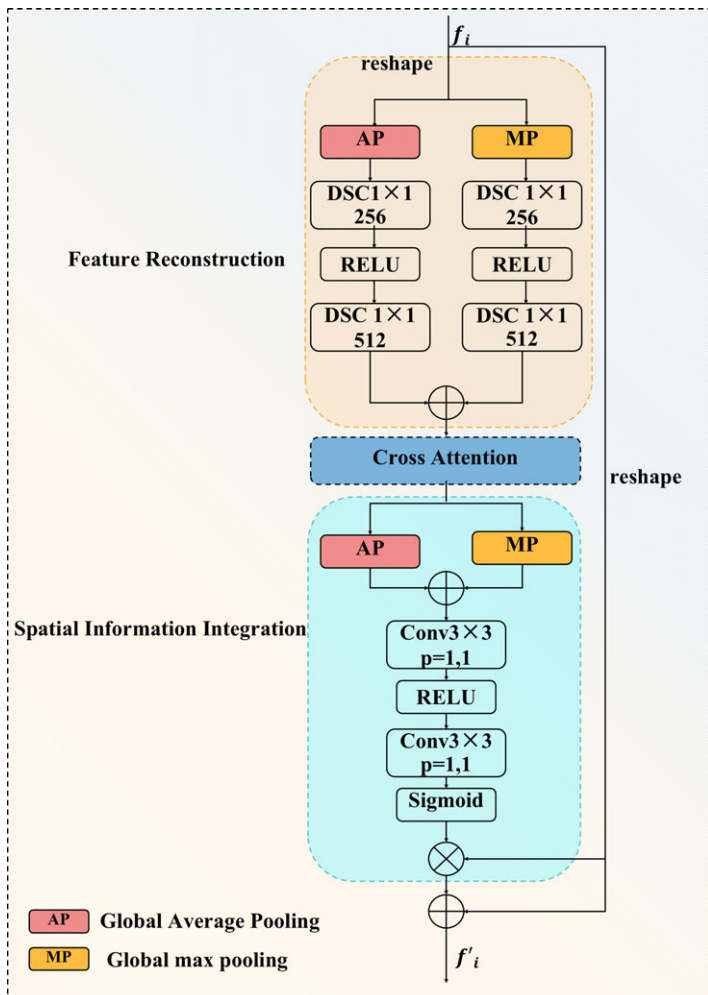 f_i
reshape
AP
MP
DSC1×1
256
DSC 1×1
256
Feature Reconstruction
RELU
RELU
DSC 1×1
512
DSC 1×1
512
Cross Attention
reshape
AP
MP
Spatial Information Integration
Conv3×3
p=1,1
RELU
Conv3×3
p=1,1
Sigmoid
AP Global Average Pooling
MP Global max pooling
f'_i